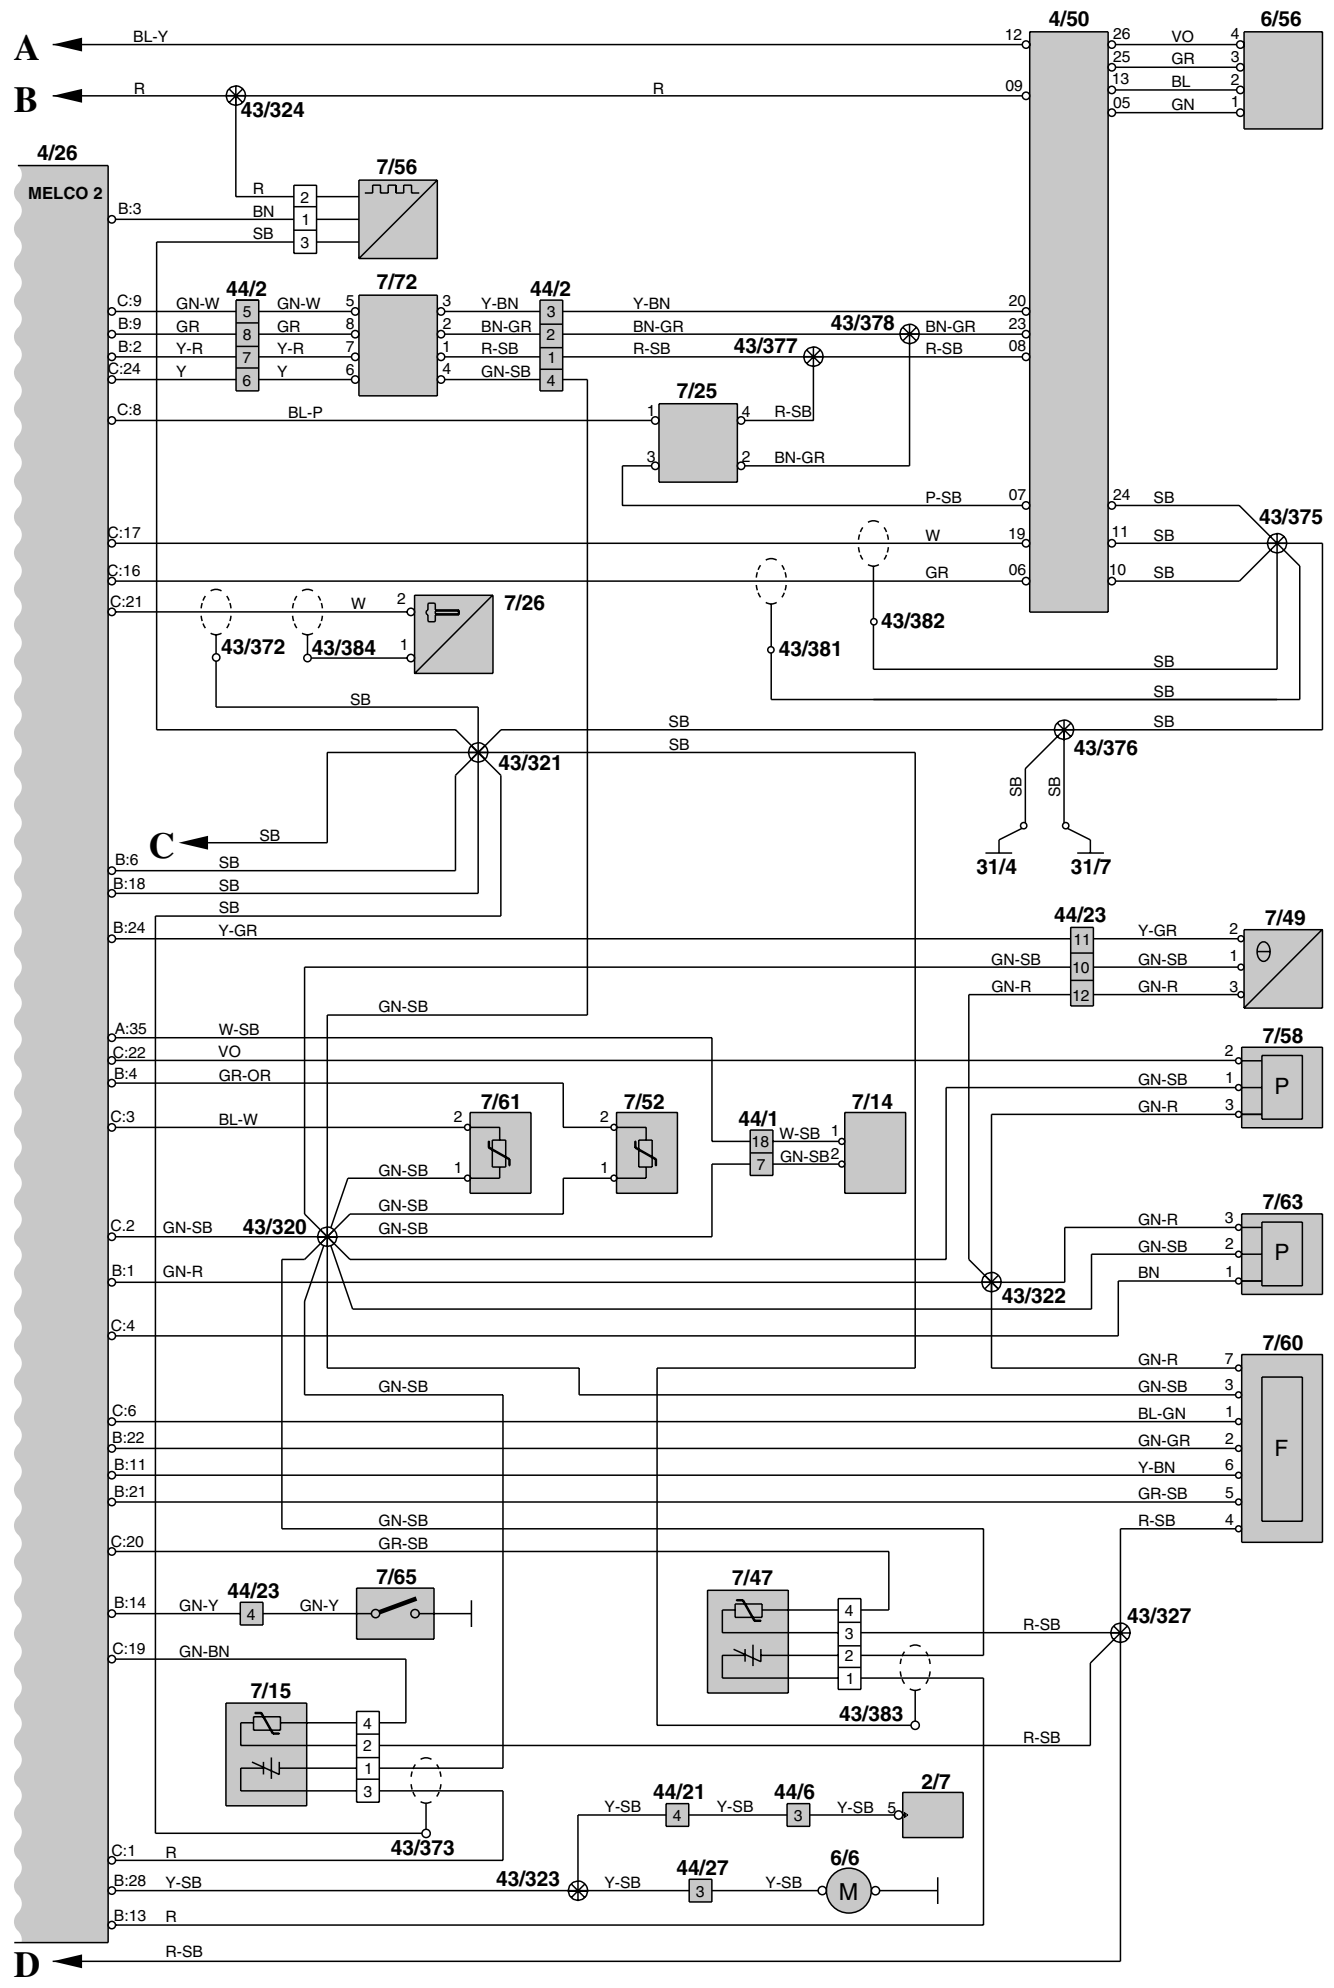 4/50 6/56
A BL-Y 12 26 VO 4
25 GR 3
B R R 09 13 BL 2
43/324 05 GN 1
4/26
MELCO 2
7/56
R 2
B:3 BN 1
SB 3
44/2 7/72 44/2
C:9 GN-W 5 GN-W 5 3 Y-BN 3 Y-BN 20
B:9 GR 8 GR 8 2 BN-GR 2 BN-GR 43/378 BN-GR 23
B:2 Y-R 7 Y-R 7 1 R-SB 1 R-SB 43/377 R-SB 08
C:24 Y 6 Y 6 4 GN-SB 4
7/25
C:8 BL-P 1 4 R-SB
3 2 BN-GR
P-SB 07 24 SB
43/375
C:17 W 19 11 SB
C:16 GR 06 10 SB
C:21 W 2 7/26
43/382
43/372 43/384 1 43/381
SB
SB
SB
SB SB
SB
43/321 43/376
SB SB
C SB
B:6 SB 31/4 31/7
B:18 SB
SB
44/23 7/49
B:24 Y-GR 11 Y-GR 2
GN-SB 10 GN-SB 1
GN-R 12 GN-R 3
GN-SB
A:35 W-SB 7/58
C:22 VO 2
B:4 GR-OR GN-SB 1
7/61 7/52 7/14 GN-R 3
C:3 BL-W 2 2 44/1
18 W-SB 1
GN-SB 1 1 7 GN-SB 2
GN-SB 7/63
C.2 GN-SB 43/320 GN-SB GN-R 3
P
GN-SB 2
B:1 GN-R BN 1
43/322
C:4
7/60
GN-R 7
GN-SB GN-SB 3
C:6 BL-GN 1
B:22 GN-GR 2
F
B:11 Y-BN 6
B:21 GR-SB 5
GN-SB R-SB 4
C:20 GR-SB
44/23 7/65 7/47
B:14 GN-Y 4 GN-Y 4
43/327
3 R-SB
C:19 GN-BN 2
1
7/15
43/383
4
2 R-SB
1
3 44/21 44/6 2/7
Y-SB 4 Y-SB 3 Y-SB 5
43/373
C:1 R 44/27 6/6
B:28 Y-SB 43/323 Y-SB 3 Y-SB M
B:13 R
D R-SB
P